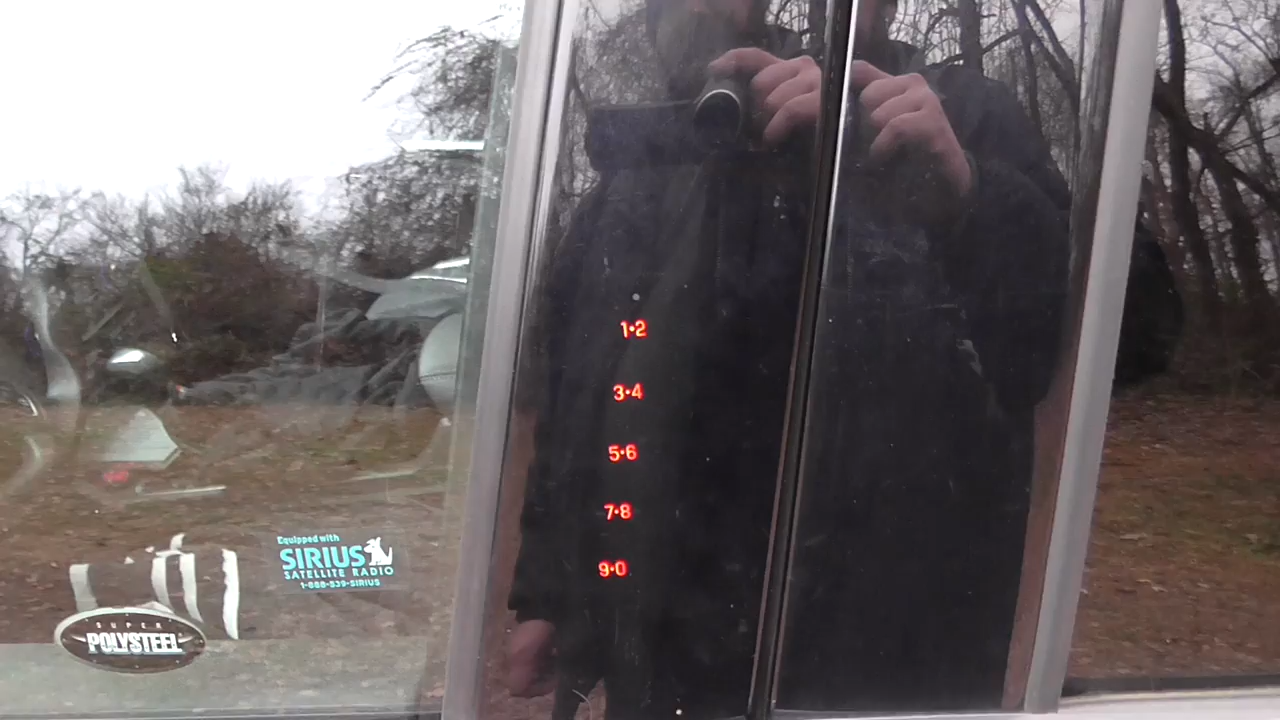 1•2
3•4
5•6
7•8
9•0
Equipped with
SIRIUS
SATELLITE RADIO
1-888-539-SIRIUS
SUPER
POLYSTEEL